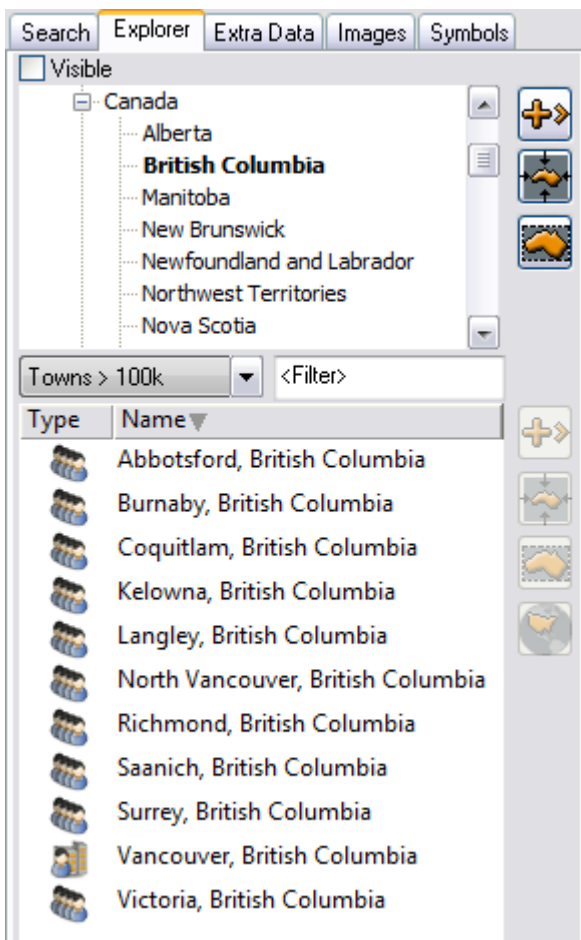 Search Explorer Extra Data Images Symbols
Visible
Canada
Alberta
British Columbia
Manitoba
New Brunswick
Newfoundland and Labrador
Northwest Territories
Nova Scotia
Towns > 100k <Filter>
Type Name
Abbotsford, British Columbia
Burnaby, British Columbia
Coquitlam, British Columbia
Kelowna, British Columbia
Langley, British Columbia
North Vancouver, British Columbia
Richmond, British Columbia
Saanich, British Columbia
Surrey, British Columbia
Vancouver, British Columbia
Victoria, British Columbia